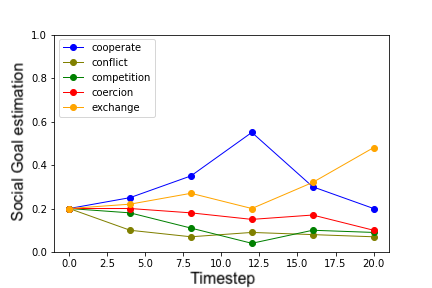 1.0
0.8
0.6
0.4
0.2
0.0
Social Goal estimation
cooperate
conflict
competition
coercion
exchange
0.0 2.5 5.0 7.5 10.0 12.5 15.0 17.5 20.0
Timestep